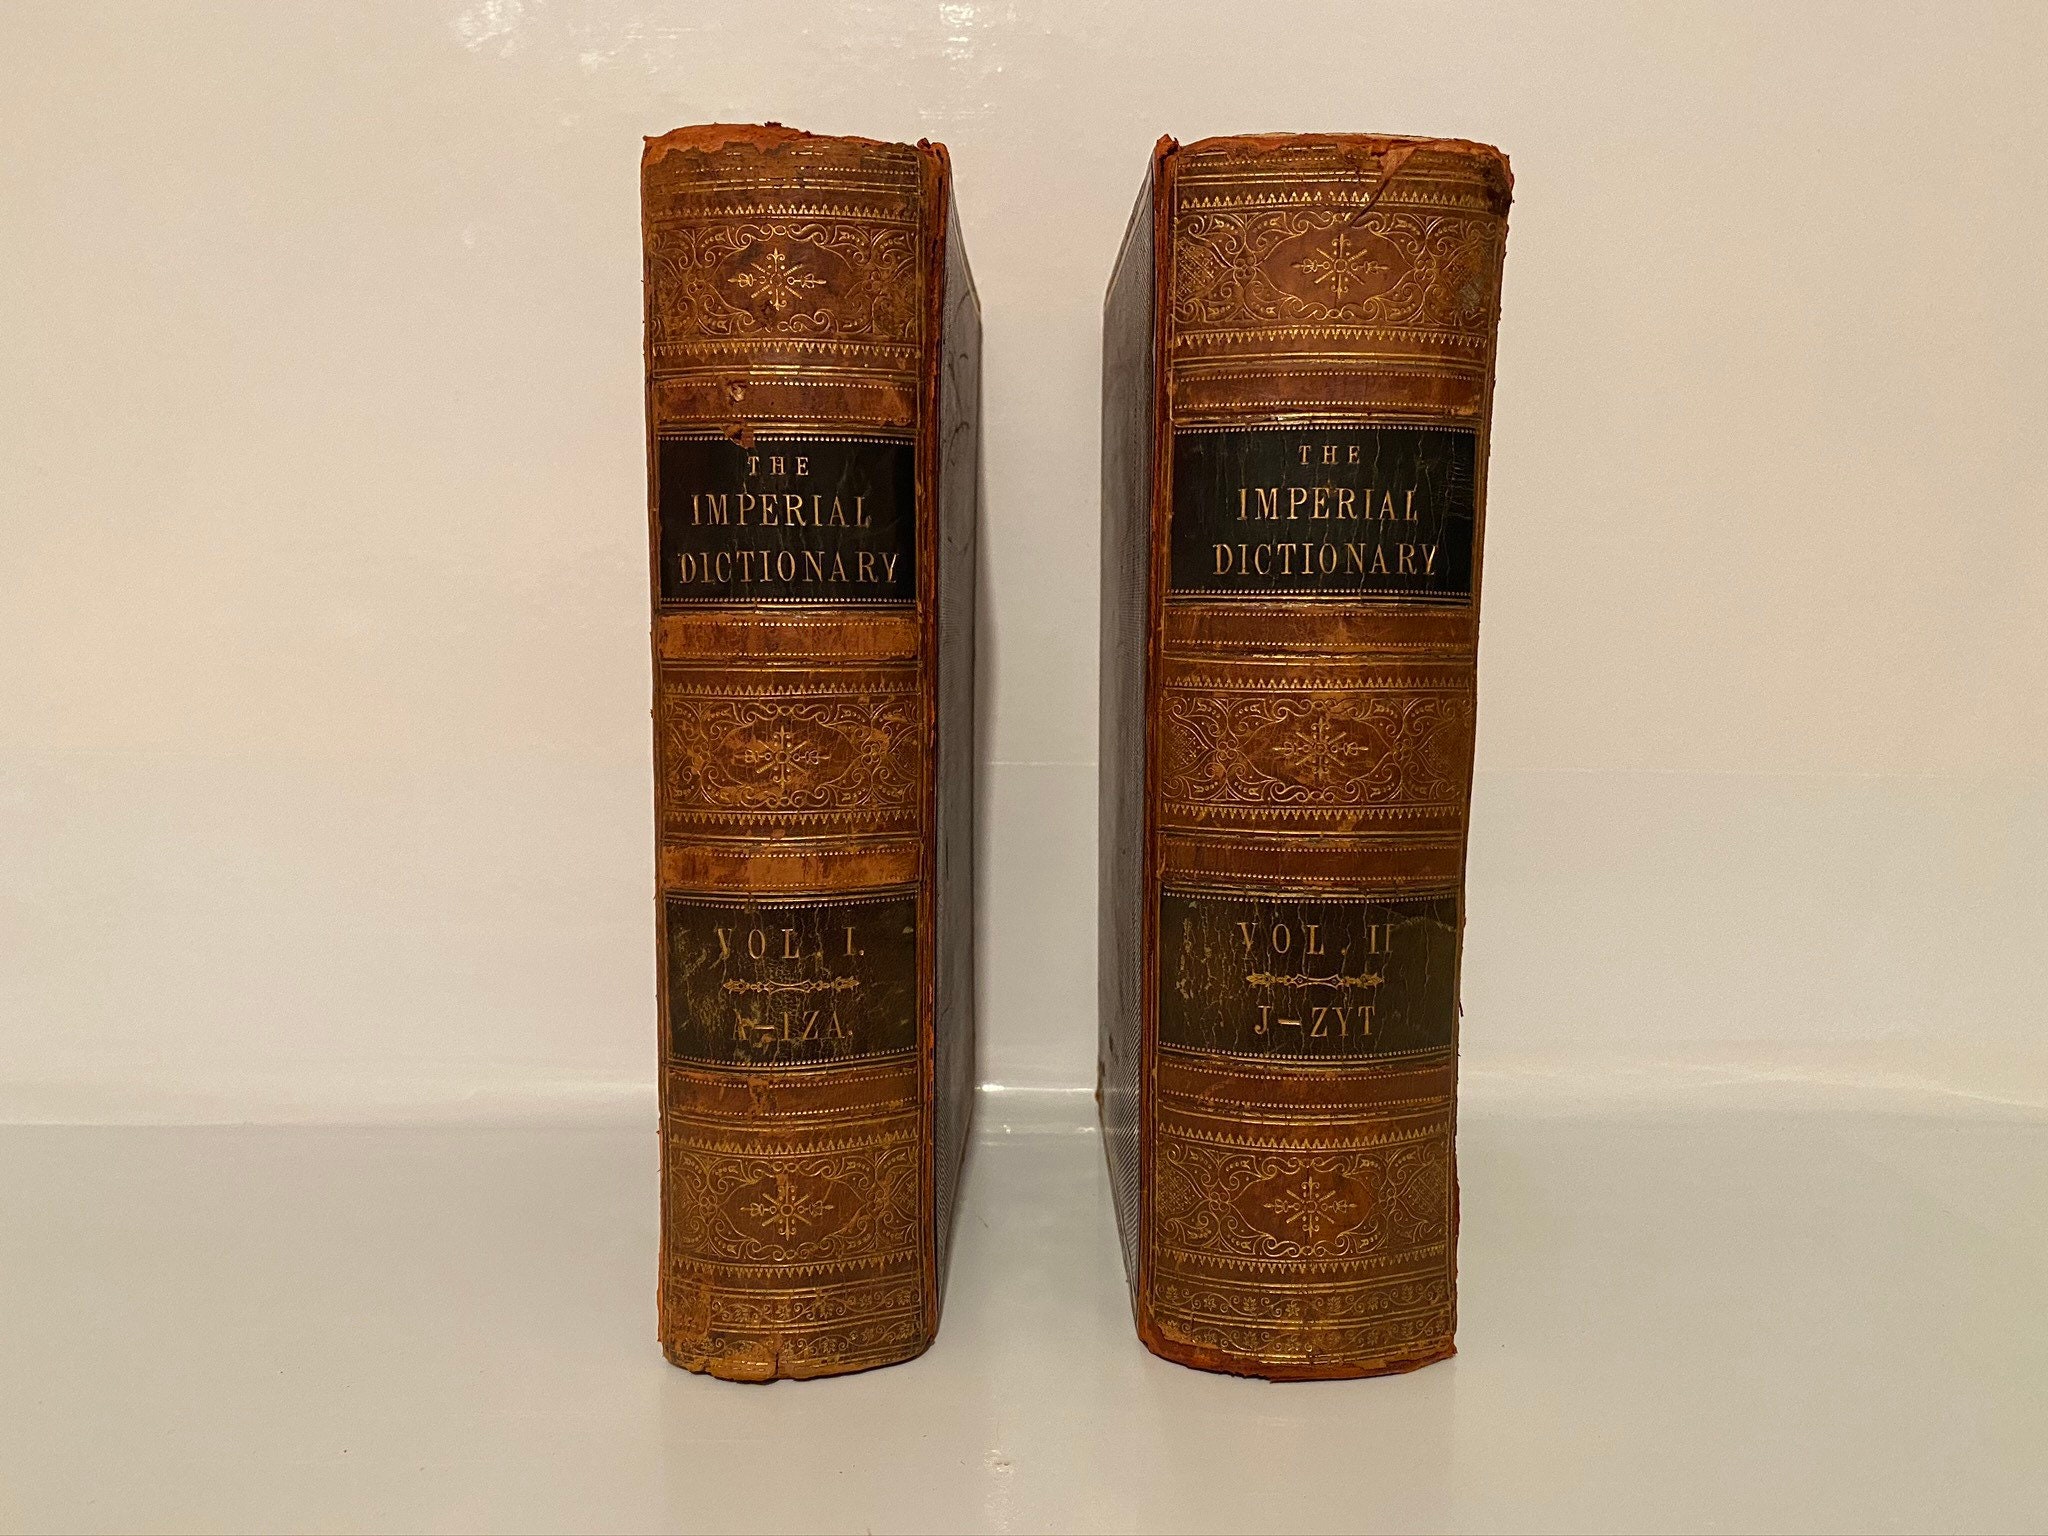 THE
IMPERIAL
DICTIONARY
VOL. I.
A-IZA.
THE
IMPERIAL
DICTIONARY
VOL. II
J-ZYT